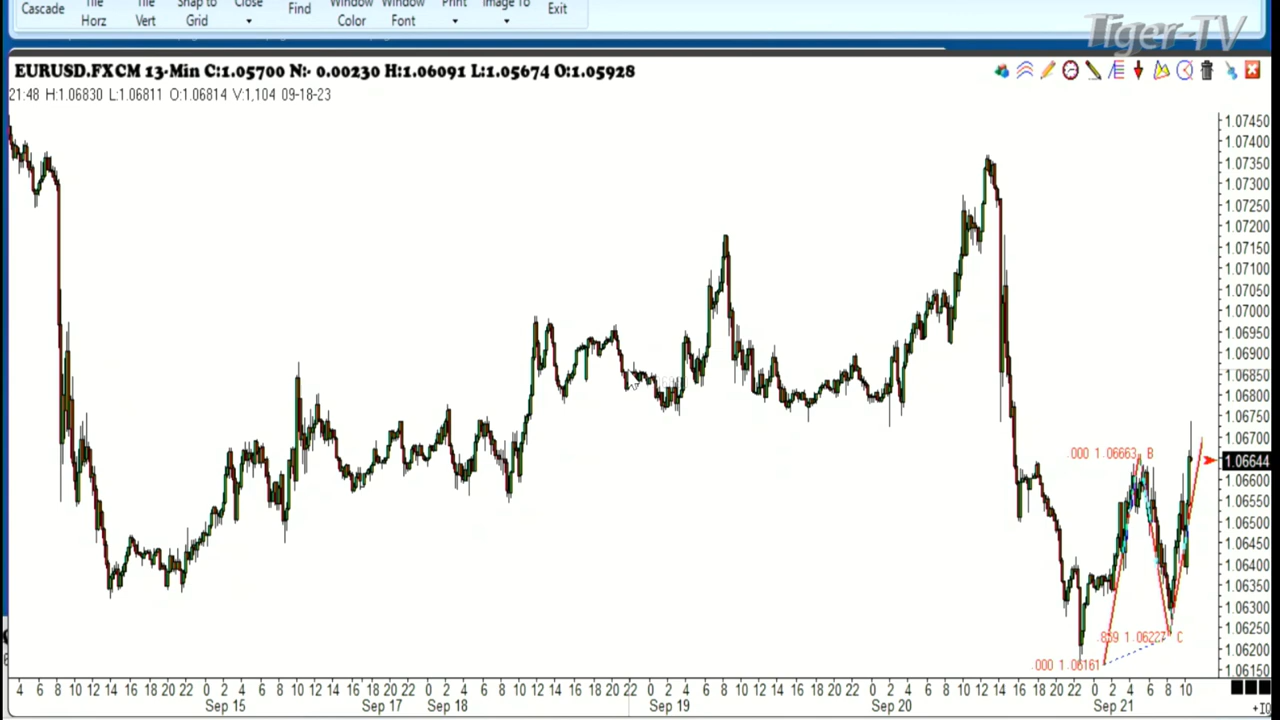 Cascade
Tile Horz
Tile Vert
Snap to Grid
Close
Find
Window Color
Window Font
Print
Image To
Exit
Tiger-TV
EURUSD.FXCM 13-Min C:1.05700 N:- 0.00230 H:1.06091 L:1.05674 O:1.05928
21:48 H:1.06830 L:1.06811 O:1.06814 V:1,104 09-18-23
1.07450
1.07400
1.07350
1.07300
1.07250
1.07200
1.07150
1.07100
1.07050
1.07000
1.06950
1.06900
1.06850
1.06800
1.06750
1.06700
.000 1.06663 B
1.06644
1.06600
1.06550
1.06500
1.06450
1.06400
1.06350
1.06300
1.06250
.859 1.06227 C
1.06200
.000 1.06161
1.06150
4 6 8 10 12 14 16 18 20 22 0 2 4 6 8 10 12 14 16 18 20 22 0 2 4 6 8 10 12 14 16 18 20 22 0 2 4 6 8 10 12 14 16 18 20 22 0 2 4 6 8 10 12 14 16 18 20 22 0 2 4 6 8 10
Sep 15 Sep 17 Sep 18 Sep 19 Sep 20 Sep 21